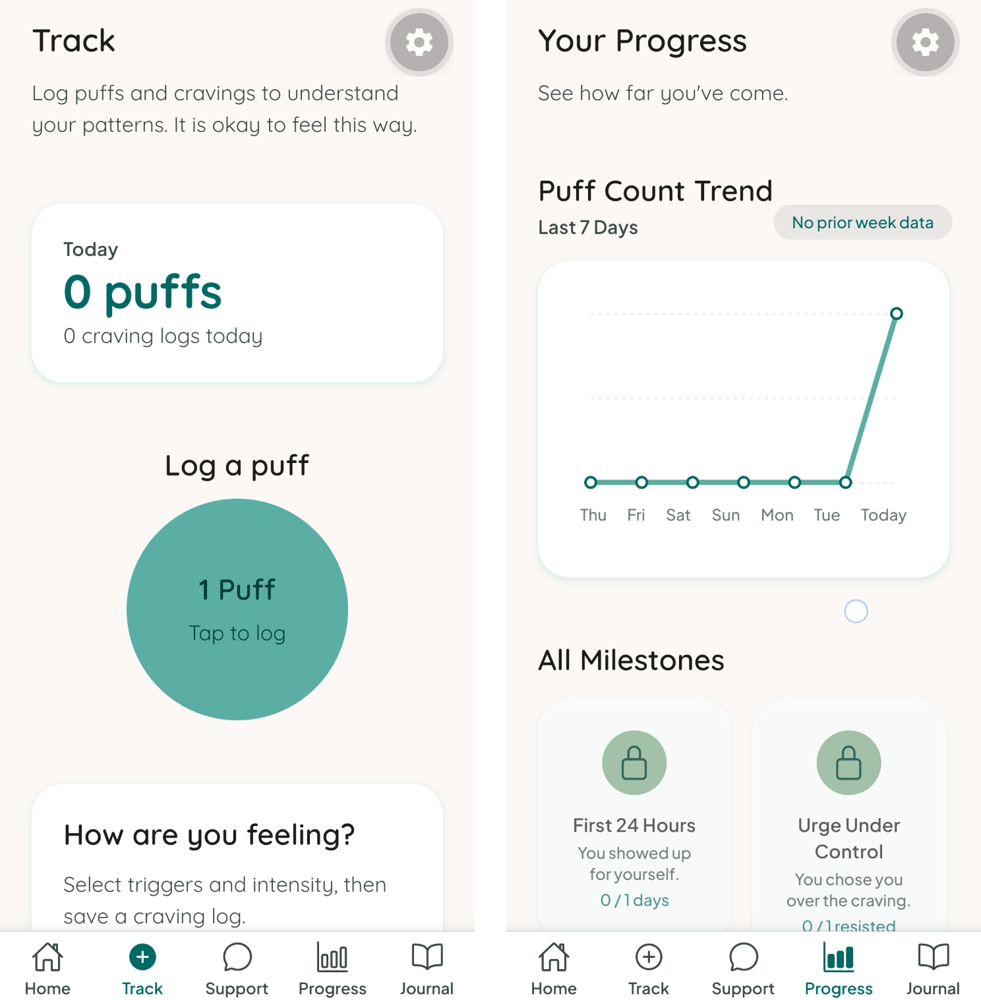 Track
Log puffs and cravings to understand
your patterns. It is okay to feel this way.
Today
0 puffs
0 craving logs today
Log a puff
1 Puff
Tap to log
How are you feeling?
Select triggers and intensity, then
save a craving log.
Home
Track
Support
Progress
Journal
Your Progress
See how far you've come.
Puff Count Trend
Last 7 Days
No prior week data
Thu Fri Sat Sun Mon Tue Today
All Milestones
First 24 Hours
You showed up
for yourself.
0 / 1 days
Urge Under
Control
You chose you
over the craving.
0 / 1 resisted
Home
Track
Support
Progress
Journal